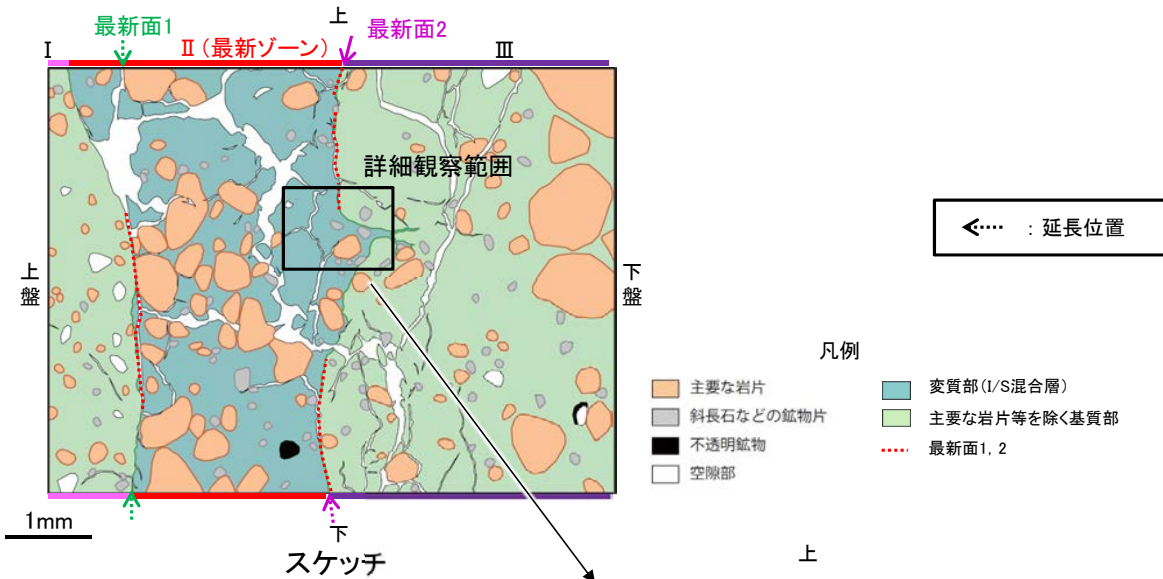 上
最新面1
最新面2
Ⅰ
Ⅱ(最新ゾーン)
Ⅲ
詳細観察範囲
上盤
下盤
: 延長位置
凡例
主要な岩片
斜長石などの鉱物片
不透明鉱物
空隙部
変質部(I/S混合層)
主要な岩片等を除く基質部
最新面1, 2
1mm
下
スケッチ
上